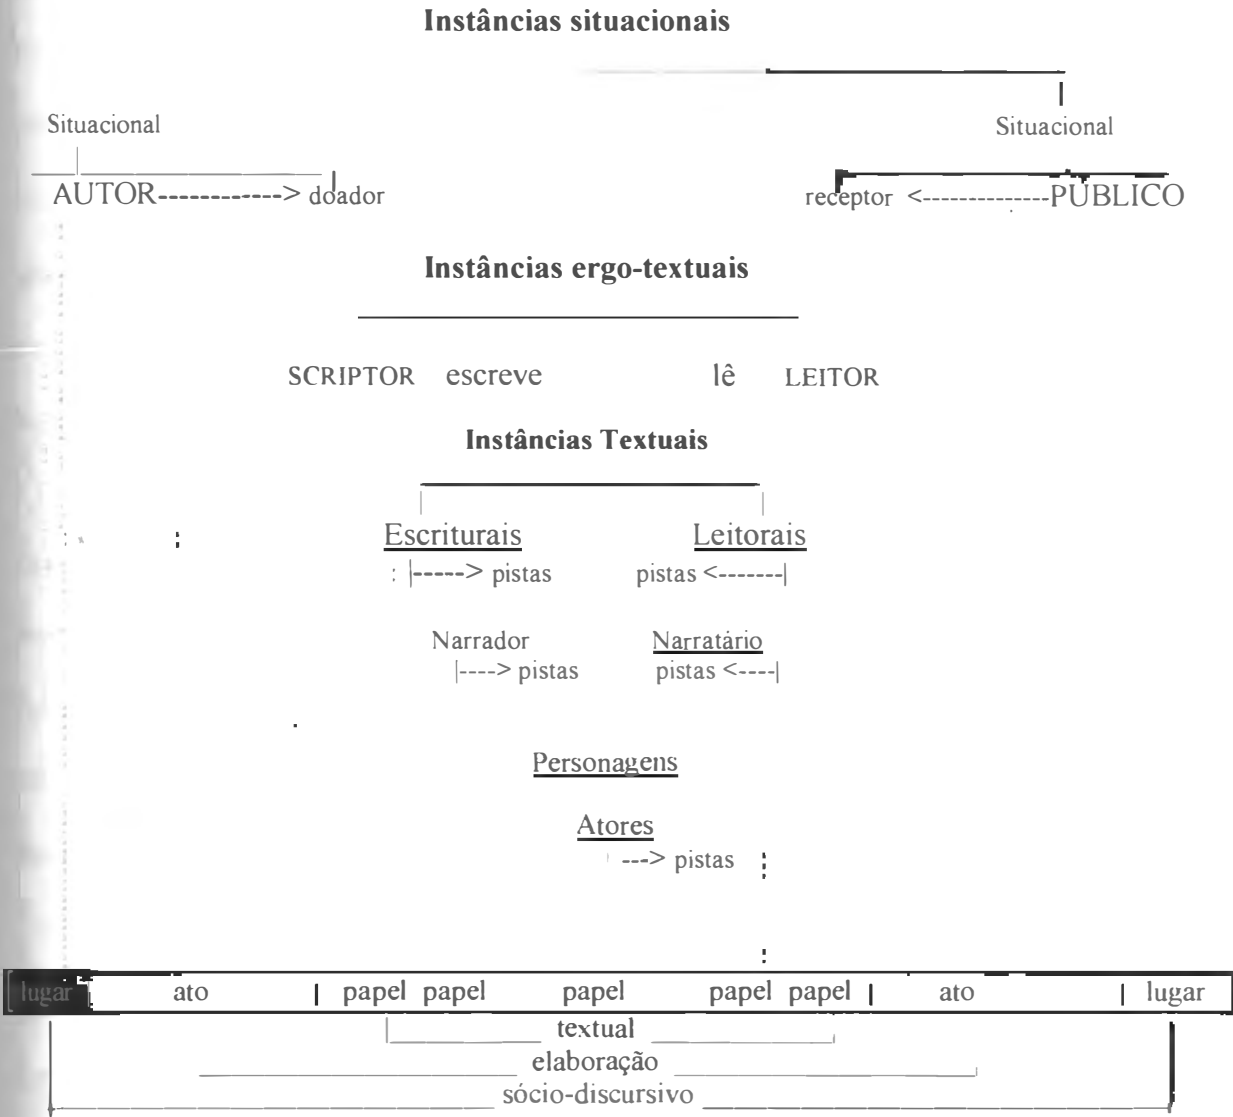 Instâncias situacionais
Situacional Situacional
AUTOR------------> doador receptor <--------------PÚBLICO
Instâncias ergo-textuais
SCRIPTOR escreve lê LEITOR
Instâncias Textuais
Escriturais Leitorais
|-----> pistas pistas <-------|
Narrador Narratário
|----> pistas pistas <----|
Personagens
Atores
---> pistas
lugar | ato | papel papel papel papel papel | ato | lugar
textual
elaboração
sócio-discursivo